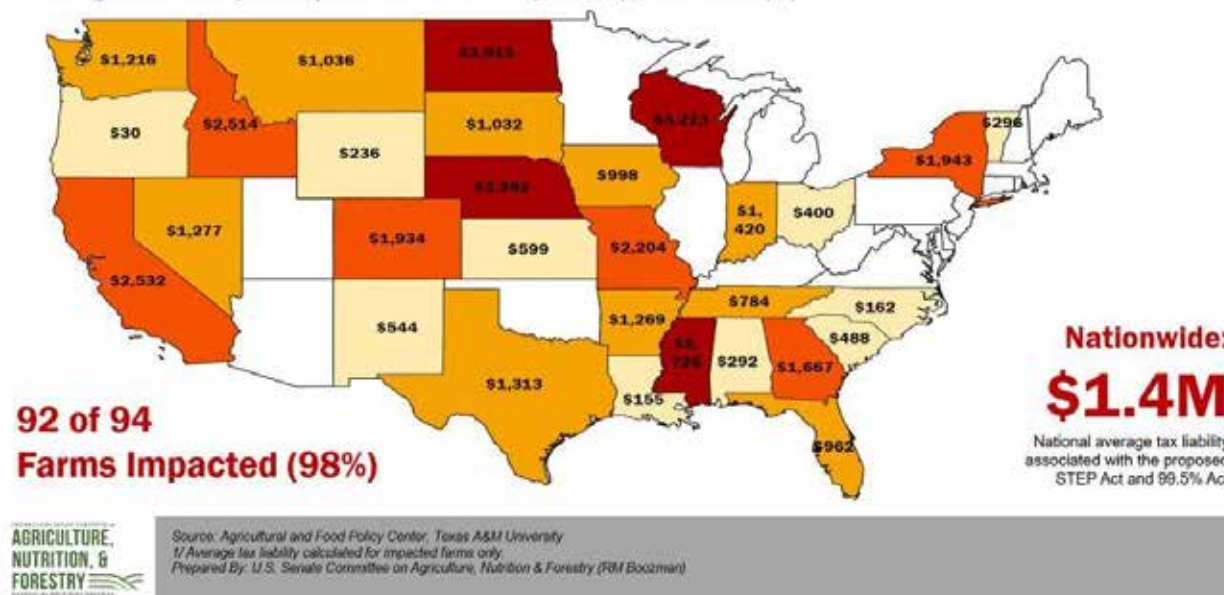 $1,216
$1,036
$30
$2,514
$236
$1,032
$998
$296
$1,943
$1,277
$1,934
$599
$2,204
$1,
420
$400
$2,532
$544
$1,269
$784
$162
$488
$1,313
$155
$292
$1,667
$962
92 of 94
Farms Impacted (98%)
Nationwide:
$1.4M
National average tax liability
associated with the proposed
STEP Act and 99.5% Ac
AGRICULTURE,
NUTRITION, &
FORESTRY
Source: Agricultural and Food Policy Center, Texas A&M University
1/ Average tax liability calculated for impacted farms only.
Prepared By: U.S. Senate Committee on Agriculture, Nutrition & Forestry (RM Boozman)